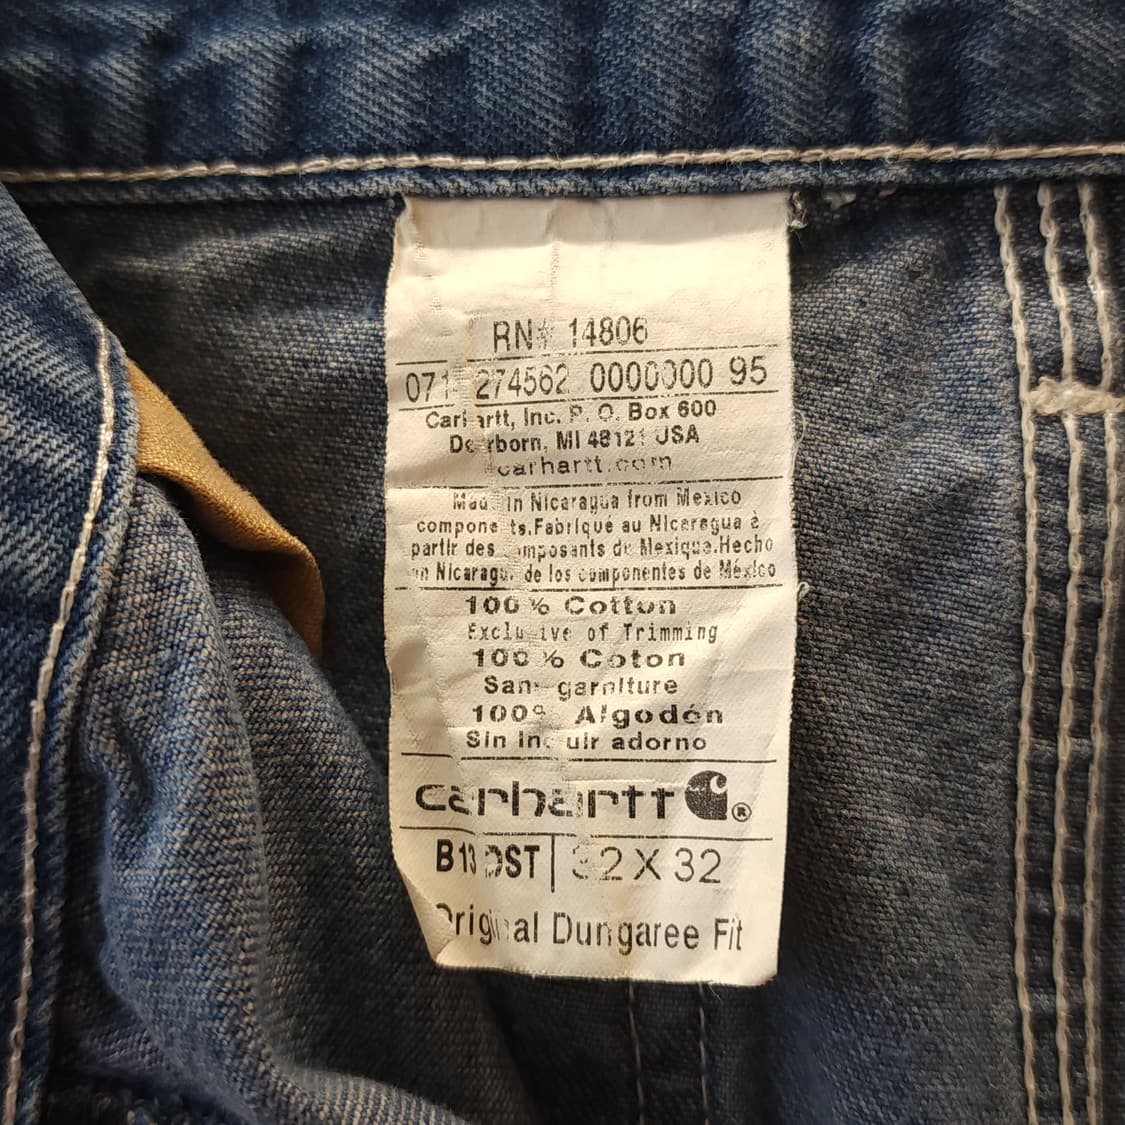 RN# 14806
071 274562 0000000 95
Carhartt, Inc. P. O. Box 600
Dearborn, MI 48121 USA
carhartt.com
Made in Nicaragua from Mexico
components.Fabriqué au Nicaragua à
partir des composants de Mexique.Hecho
en Nicaragua de los componentes de México
100 % Cotton
Exclusive of Trimming
100 % Coton
Sans garniture
100% Algodón
Sin incluir adorno
carhartt ®
DST 32 X 32
Original Dungaree Fit